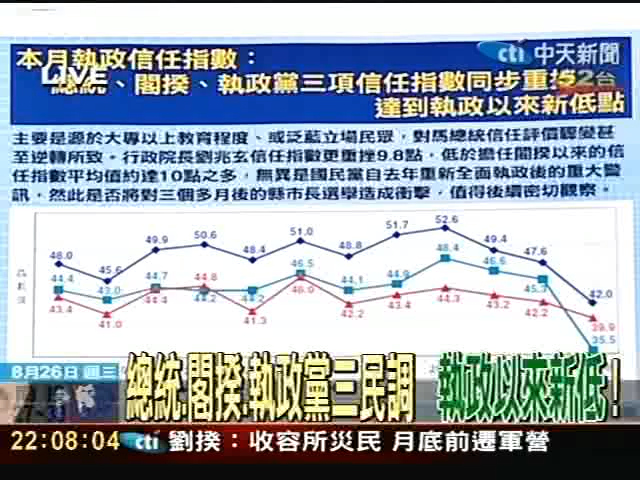 本月執政信任指數：
LIVE
cti 中天新聞
總統、閣揆、執政黨三項信任指數同步重挫
52台
達到執政以來新低點
主要是源於大專以上教育程度、或泛藍立場民眾，對馬總統信任評價驟變甚
至逆轉所致。行政院長劉兆玄信任指數更重挫9.8點，低於擔任閣揆以來的信
任指數平均值約達10點之多，無異是國民黨自去年重新全面執政後的重大警
訊，然此是否將對三個多月後的縣市長選舉造成衝擊，值得後續密切觀察。
48.0 45.6 49.9 50.6 48.4 51.0 48.8 51.7 52.6 49.4 47.6 42.0
44.4 43.0 44.7 44.2 44.2 46.5 44.1 44.9 48.4 46.6 45.3 35.5
43.4 41.0 44.4 44.8 41.3 46.0 42.2 43.4 44.3 43.2 42.2 39.9
8月26日 週三
總統.閣揆.執政黨三民調 執政以來新低！
22:08:04 cti 劉揆：收容所災民 月底前遷軍營